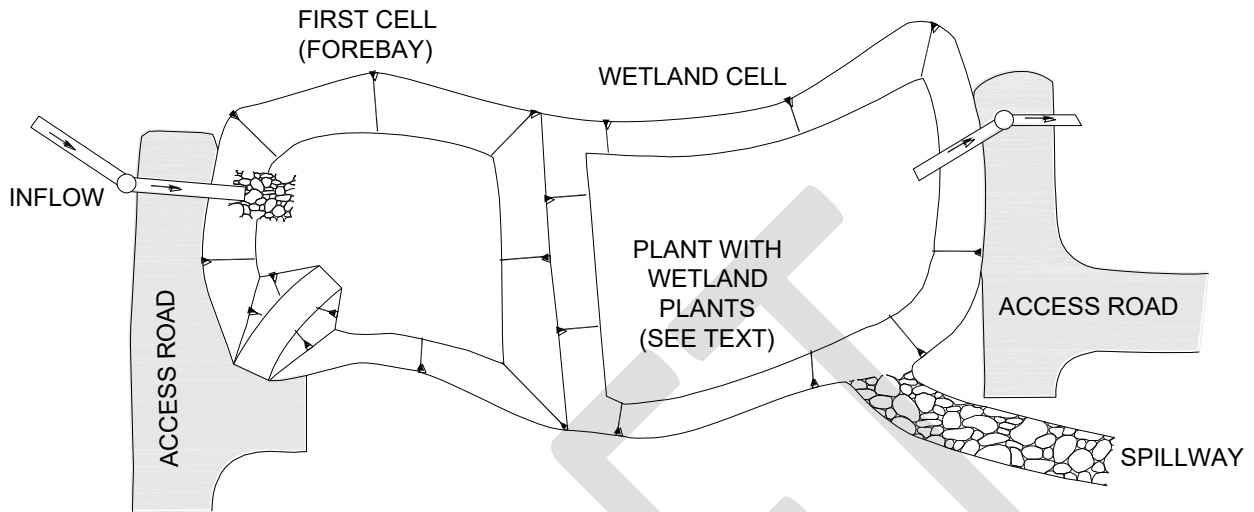 FIRST CELL
(FOREBAY)
WETLAND CELL
INFLOW
PLANT WITH
WETLAND
PLANTS
(SEE TEXT)
ACCESS ROAD
ACCESS ROAD
SPILLWAY